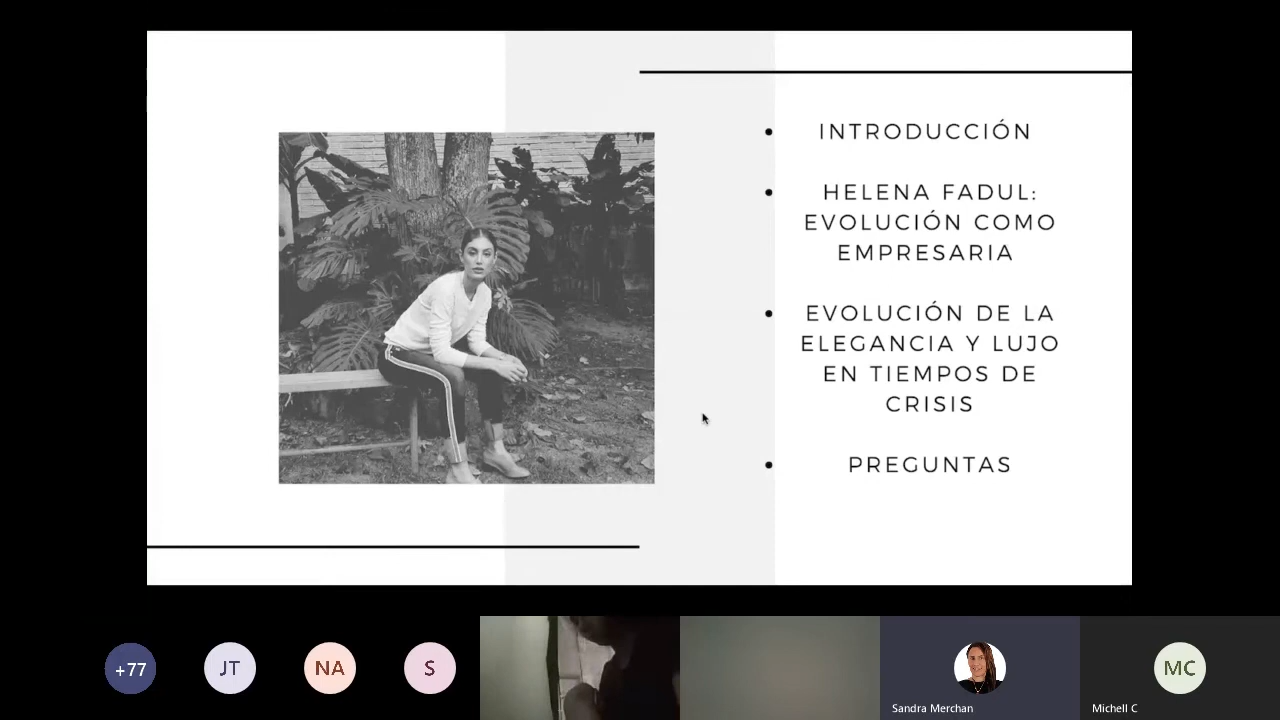 INTRODUCCIÓN
HELENA FADUL:
EVOLUCIÓN COMO
EMPRESARIA
EVOLUCIÓN DE LA
ELEGANCIA Y LUJO
EN TIEMPOS DE
CRISIS
PREGUNTAS
+77
JT
NA
S
Sandra Merchan
MC
Michell C